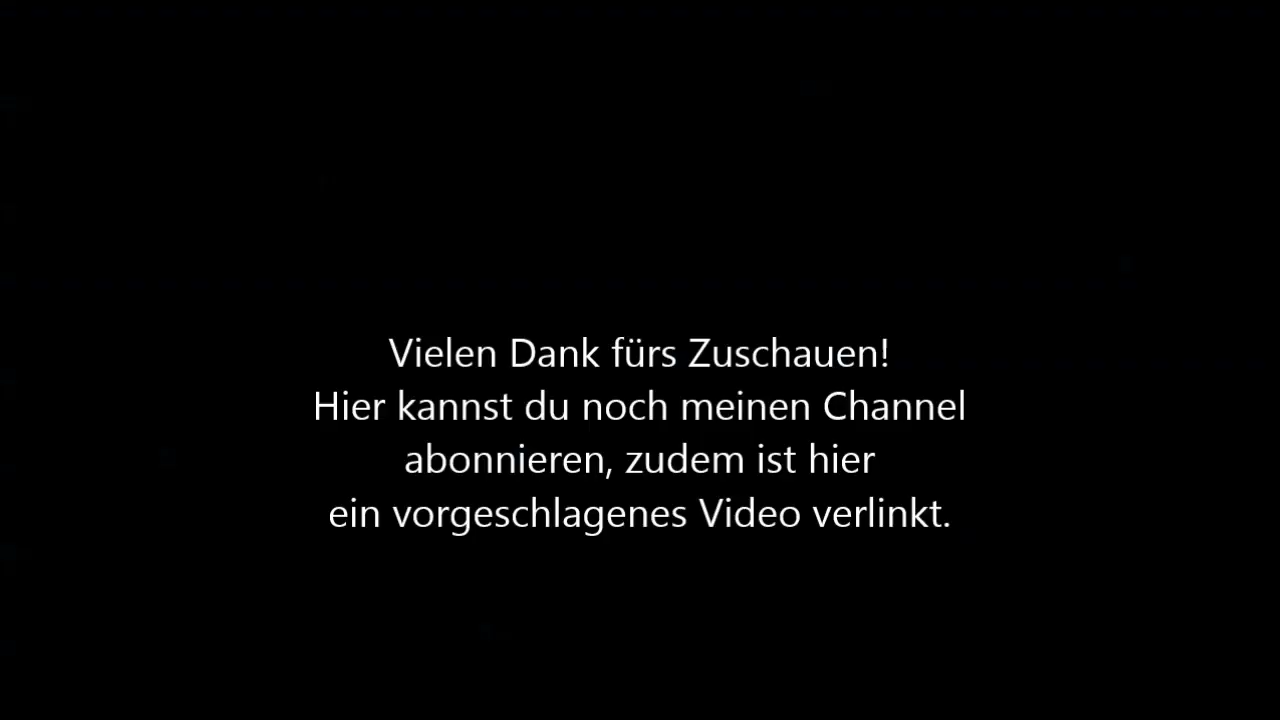 Vielen Dank fürs Zuschauen!
Hier kannst du noch meinen Channel
abonnieren, zudem ist hier
ein vorgeschlagenes Video verlinkt.